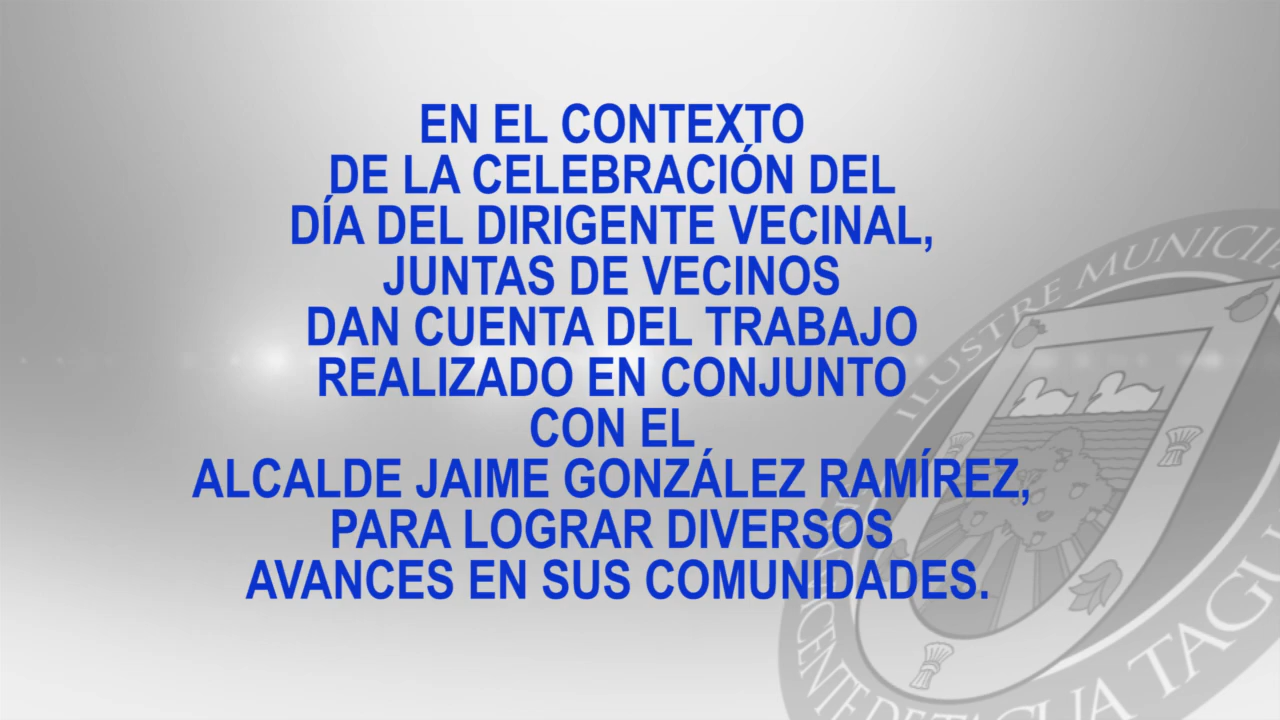 EN EL CONTEXTO
DE LA CELEBRACIÓN DEL
DÍA DEL DIRIGENTE VECINAL,
JUNTAS DE VECINOS
DAN CUENTA DEL TRABAJO
REALIZADO EN CONJUNTO
CON EL
ALCALDE JAIME GONZÁLEZ RAMÍREZ,
PARA LOGRAR DIVERSOS
AVANCES EN SUS COMUNIDADES.
ILUSTRE